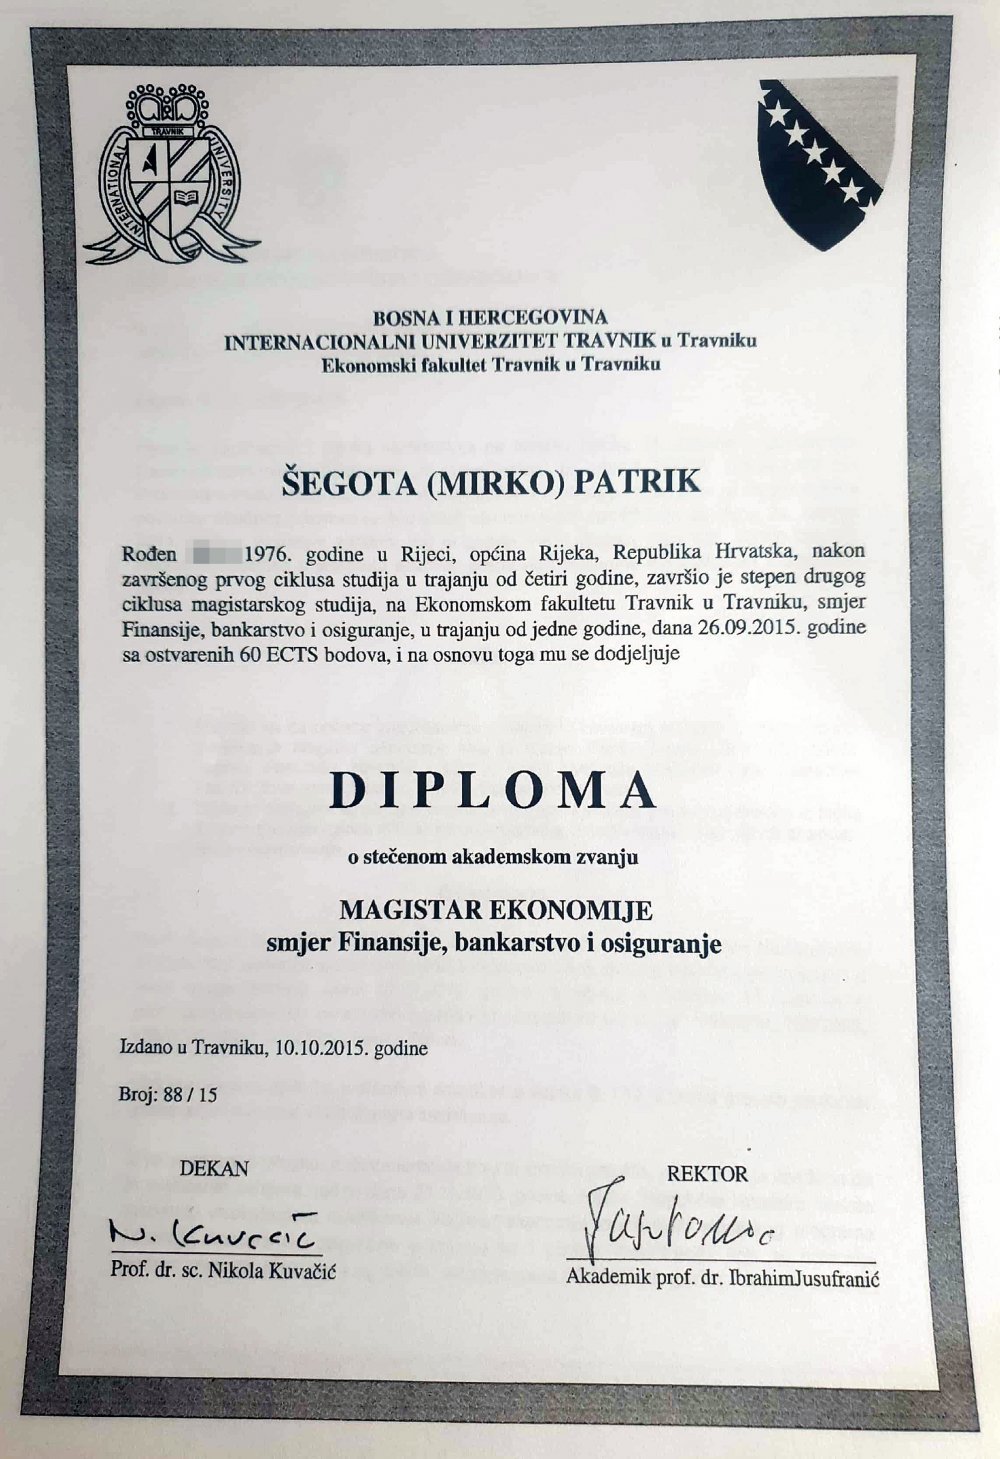 TRAVNIK
INTERNATIONAL UNIVERSITY
BOSNA I HERCEGOVINA
INTERNACIONALNI UNIVERZITET TRAVNIK u Travniku
Ekonomski fakultet Travnik u Travniku
ŠEGOTA (MIRKO) PATRIK
Rođen 1976. godine u Rijeci, općina Rijeka, Republika Hrvatska, nakon
završenog prvog ciklusa studija u trajanju od četiri godine, završio je stepen drugog
ciklusa magistarskog studija, na Ekonomskom fakultetu Travnik u Travniku, smjer
Finansije, bankarstvo i osiguranje, u trajanju od jedne godine, dana 26.09.2015. godine
sa ostvarenih 60 ECTS bodova, i na osnovu toga mu se dodjeljuje
DIPLOMA
o stečenom akademskom zvanju
MAGISTAR EKONOMIJE
smjer Finansije, bankarstvo i osiguranje
Izdano u Travniku, 10.10.2015. godine
Broj: 88 / 15
DEKAN
N. Kuvačić
Prof. dr. sc. Nikola Kuvačić
REKTOR
Akademik prof. dr. IbrahimJusufranić